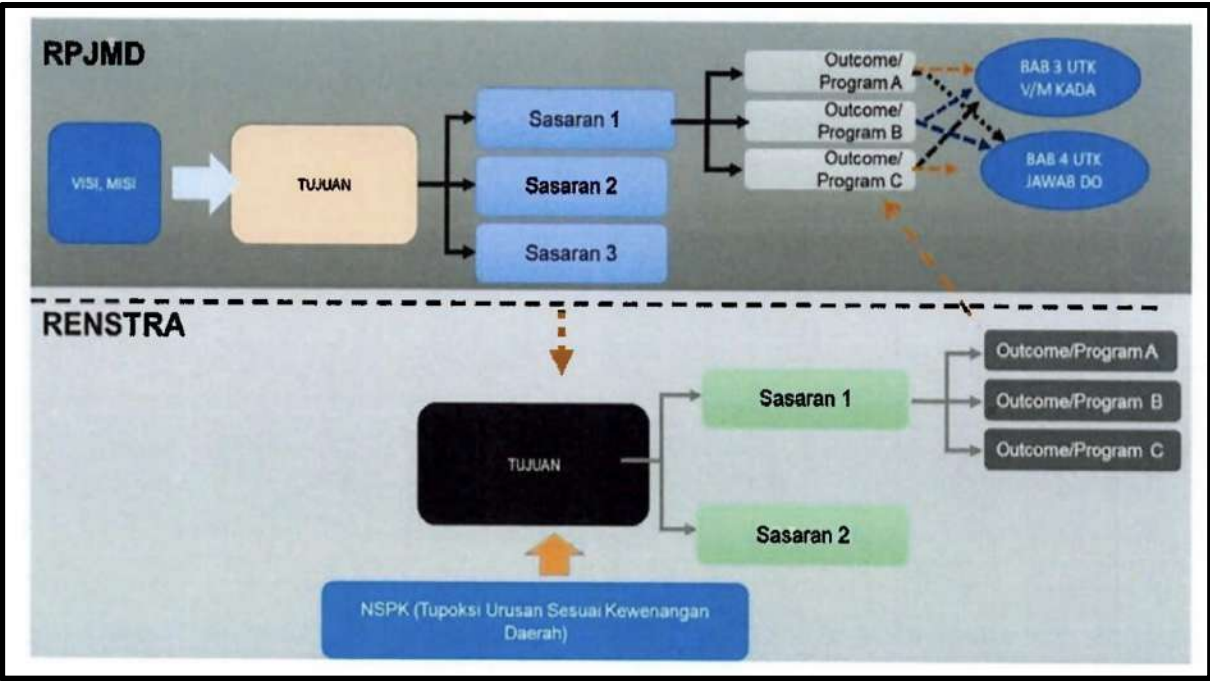 RPJMD
VISI, MISI
TUJUAN
Sasaran 1
Sasaran 2
Sasaran 3
Outcome/
Program A
Outcome/
Program B
Outcome/
Program C
BAB 3 UTK
V/M KADA
BAB 4 UTK
JAWAB DO
RENSTRA
TUJUAN
Sasaran 1
Sasaran 2
Outcome/Program A
Outcome/Program B
Outcome/Program C
NSPK (Tupoksi Urusan Sesuai Kewenangan
Daerah)